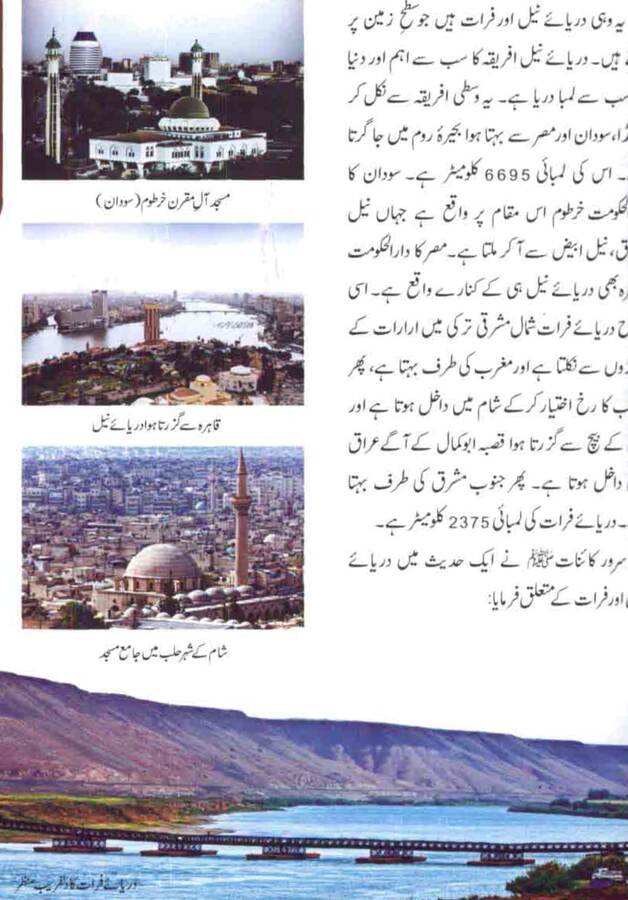 یہ وہی دریائے نیل اور فرات ہیں جو سطح زمین پر
ہیں۔ دریائے نیل افریقہ کا سب سے اہم اور دنیا
سب سے لمبا دریا ہے۔ یہ وسطی افریقہ سے نکل کر
سوڈان اور مصر سے بہتا ہوا بحیرۂ روم میں جا گرتا
اس کی لمبائی 6695 کلومیٹر ہے۔ سوڈان کا
خرطوم اس مقام پر واقع ہے جہاں نیل
نیل ابیض سے آکر ملتا ہے۔ مصر کا دارالحکومت
بھی دریائے نیل ہی کے کنارے واقع ہے۔ اسی
دریائے فرات شمال مشرقی ترکی میں ارارات کے
سے نکلتا ہے اور مغرب کی طرف بہتا ہے، پھر
کا رخ اختیار کر کے شام میں داخل ہوتا ہے اور
کے بیچ سے گزرتا ہوا قصبہ ابوکمال کے آگے عراق
داخل ہوتا ہے۔ پھر جنوب مشرق کی طرف بہتا
دریائے فرات کی لمبائی 2375 کلومیٹر ہے۔
سرور کائنات ﷺ نے ایک حدیث میں دریائے
اور فرات کے متعلق فرمایا:
مسجد آل مقرن خرطوم (سوڈان)
قاہرہ سے گزرتا ہوا دریائے نیل
شام کے شہر حلب میں جامع مسجد
دریائے فرات کا دلفریب منظر